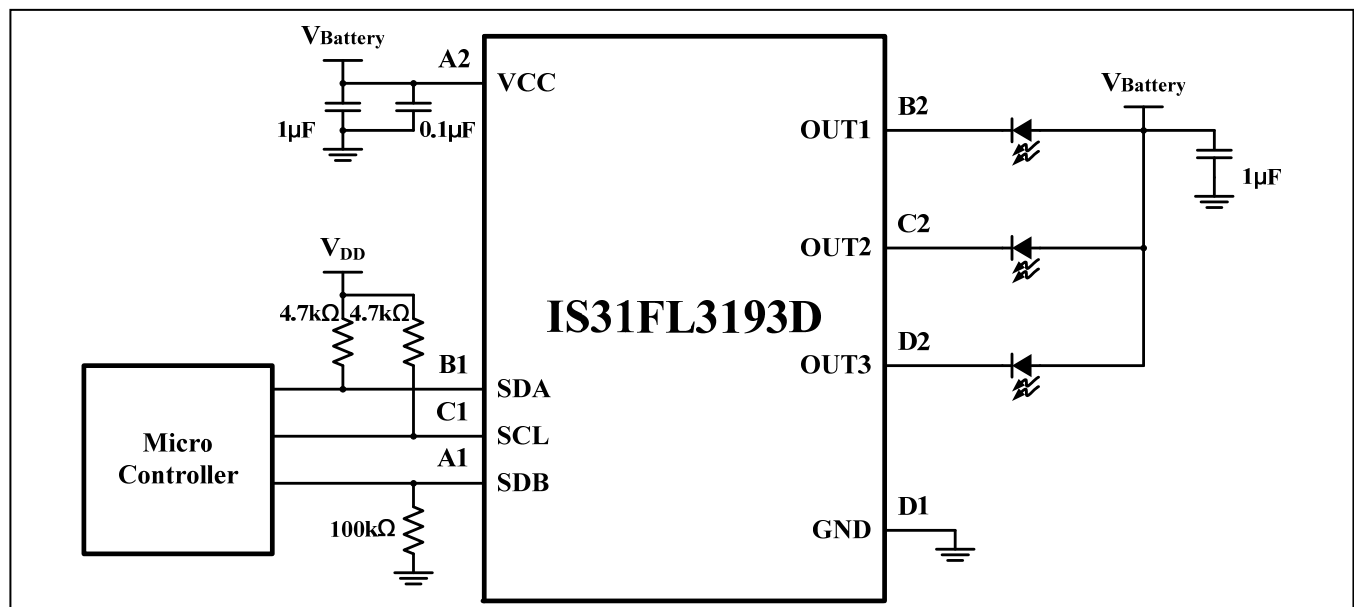 VBattery
A2
VCC
1μF
0.1μF
VDD
4.7kΩ 4.7kΩ
B1
SDA
C1
SCL
A1
SDB
100kΩ
Micro
Controller
IS31FL3193D
B2
OUT1
C2
OUT2
D2
OUT3
D1
GND
VBattery
1μF